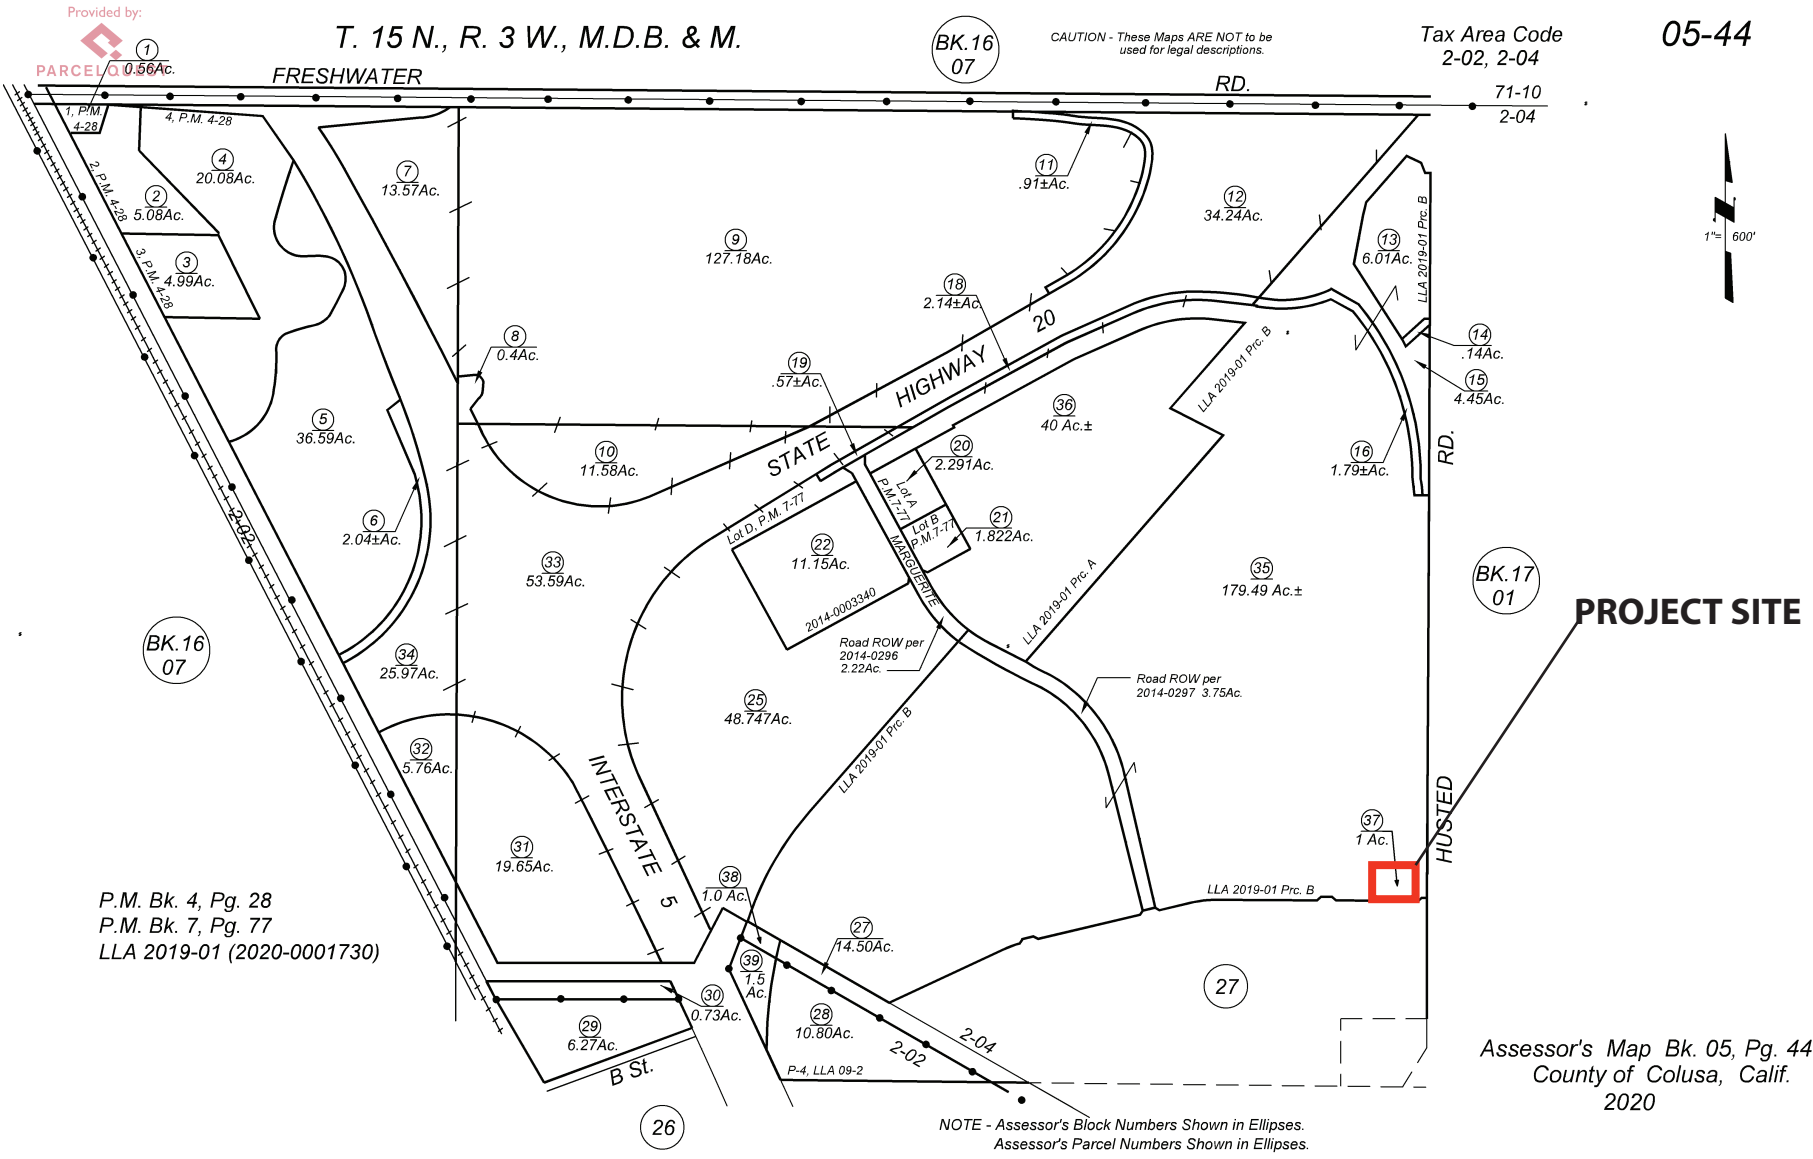 Provided by:
PARCELQUEST
T. 15 N., R. 3 W., M.D.B. & M.
BK.16
07
CAUTION - These Maps ARE NOT to be
used for legal descriptions.
Tax Area Code
2-02, 2-04
05-44
1
0.56Ac.
FRESHWATER
RD.
71-10
2-04
1, P.M.
4-28
4, P.M. 4-28
2, P.M. 4-28
3, P.M. 4-28
4
20.08Ac.
2
5.08Ac.
3
4.99Ac.
7
13.57Ac.
9
127.18Ac.
11
.91±Ac.
12
34.24Ac.
13
6.01Ac.
LLA 2019-01 Prc. B
1"= 600'
18
2.14±Ac.
STATE HIGHWAY 20
8
0.4Ac.
19
.57±Ac.
14
.14Ac.
15
4.45Ac.
LLA 2019-01 Prc. B
5
36.59Ac.
36
40 Ac.±
10
11.58Ac.
20
2.291Ac.
16
1.79±Ac.
HUSTED RD.
Lot A
P.M.7-77
Lot B
P.M.7-77
21
1.822Ac.
Lot D, P.M. 7-77
22
11.15Ac.
2014-0003340
MARGUERITE
6
2.04±Ac.
2-02
33
53.59Ac.
35
179.49 Ac.±
LLA 2019-01 Prc. A
BK.17
01
PROJECT SITE
BK.16
07
34
25.97Ac.
Road ROW per
2014-0296
2.22Ac.
Road ROW per
2014-0297 3.75Ac.
25
48.747Ac.
LLA 2019-01 Prc. B
32
5.76Ac.
INTERSTATE 5
31
19.65Ac.
37
1 Ac.
38
1.0 Ac.
LLA 2019-01 Prc. B
P.M. Bk. 4, Pg. 28
P.M. Bk. 7, Pg. 77
LLA 2019-01 (2020-0001730)
27
14.50Ac.
39
1.5
Ac.
27
30
0.73Ac.
28
10.80Ac.
29
6.27Ac.
2-04
2-02
B St.
P-4, LLA 09-2
26
Assessor's Map Bk. 05, Pg. 44
County of Colusa, Calif.
2020
NOTE - Assessor's Block Numbers Shown in Ellipses.
Assessor's Parcel Numbers Shown in Ellipses.